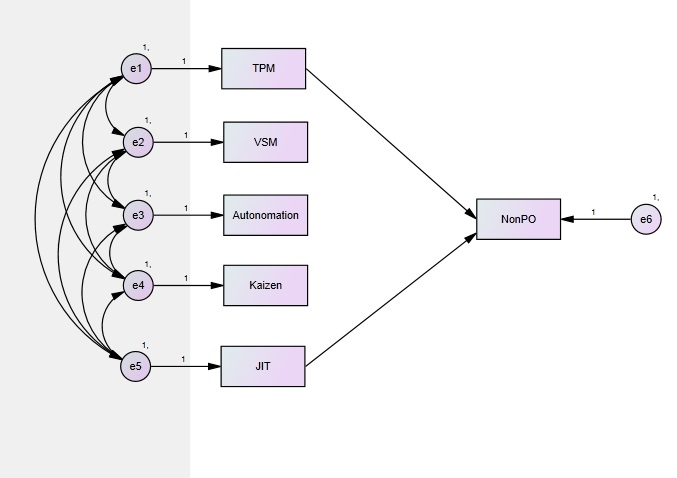 1,
e1
1
TPM
1,
e2
1
VSM
1,
e3
1
Autonomation
NonPO
1
1,
e6
1,
e4
1
Kaizen
1,
e5
1
JIT